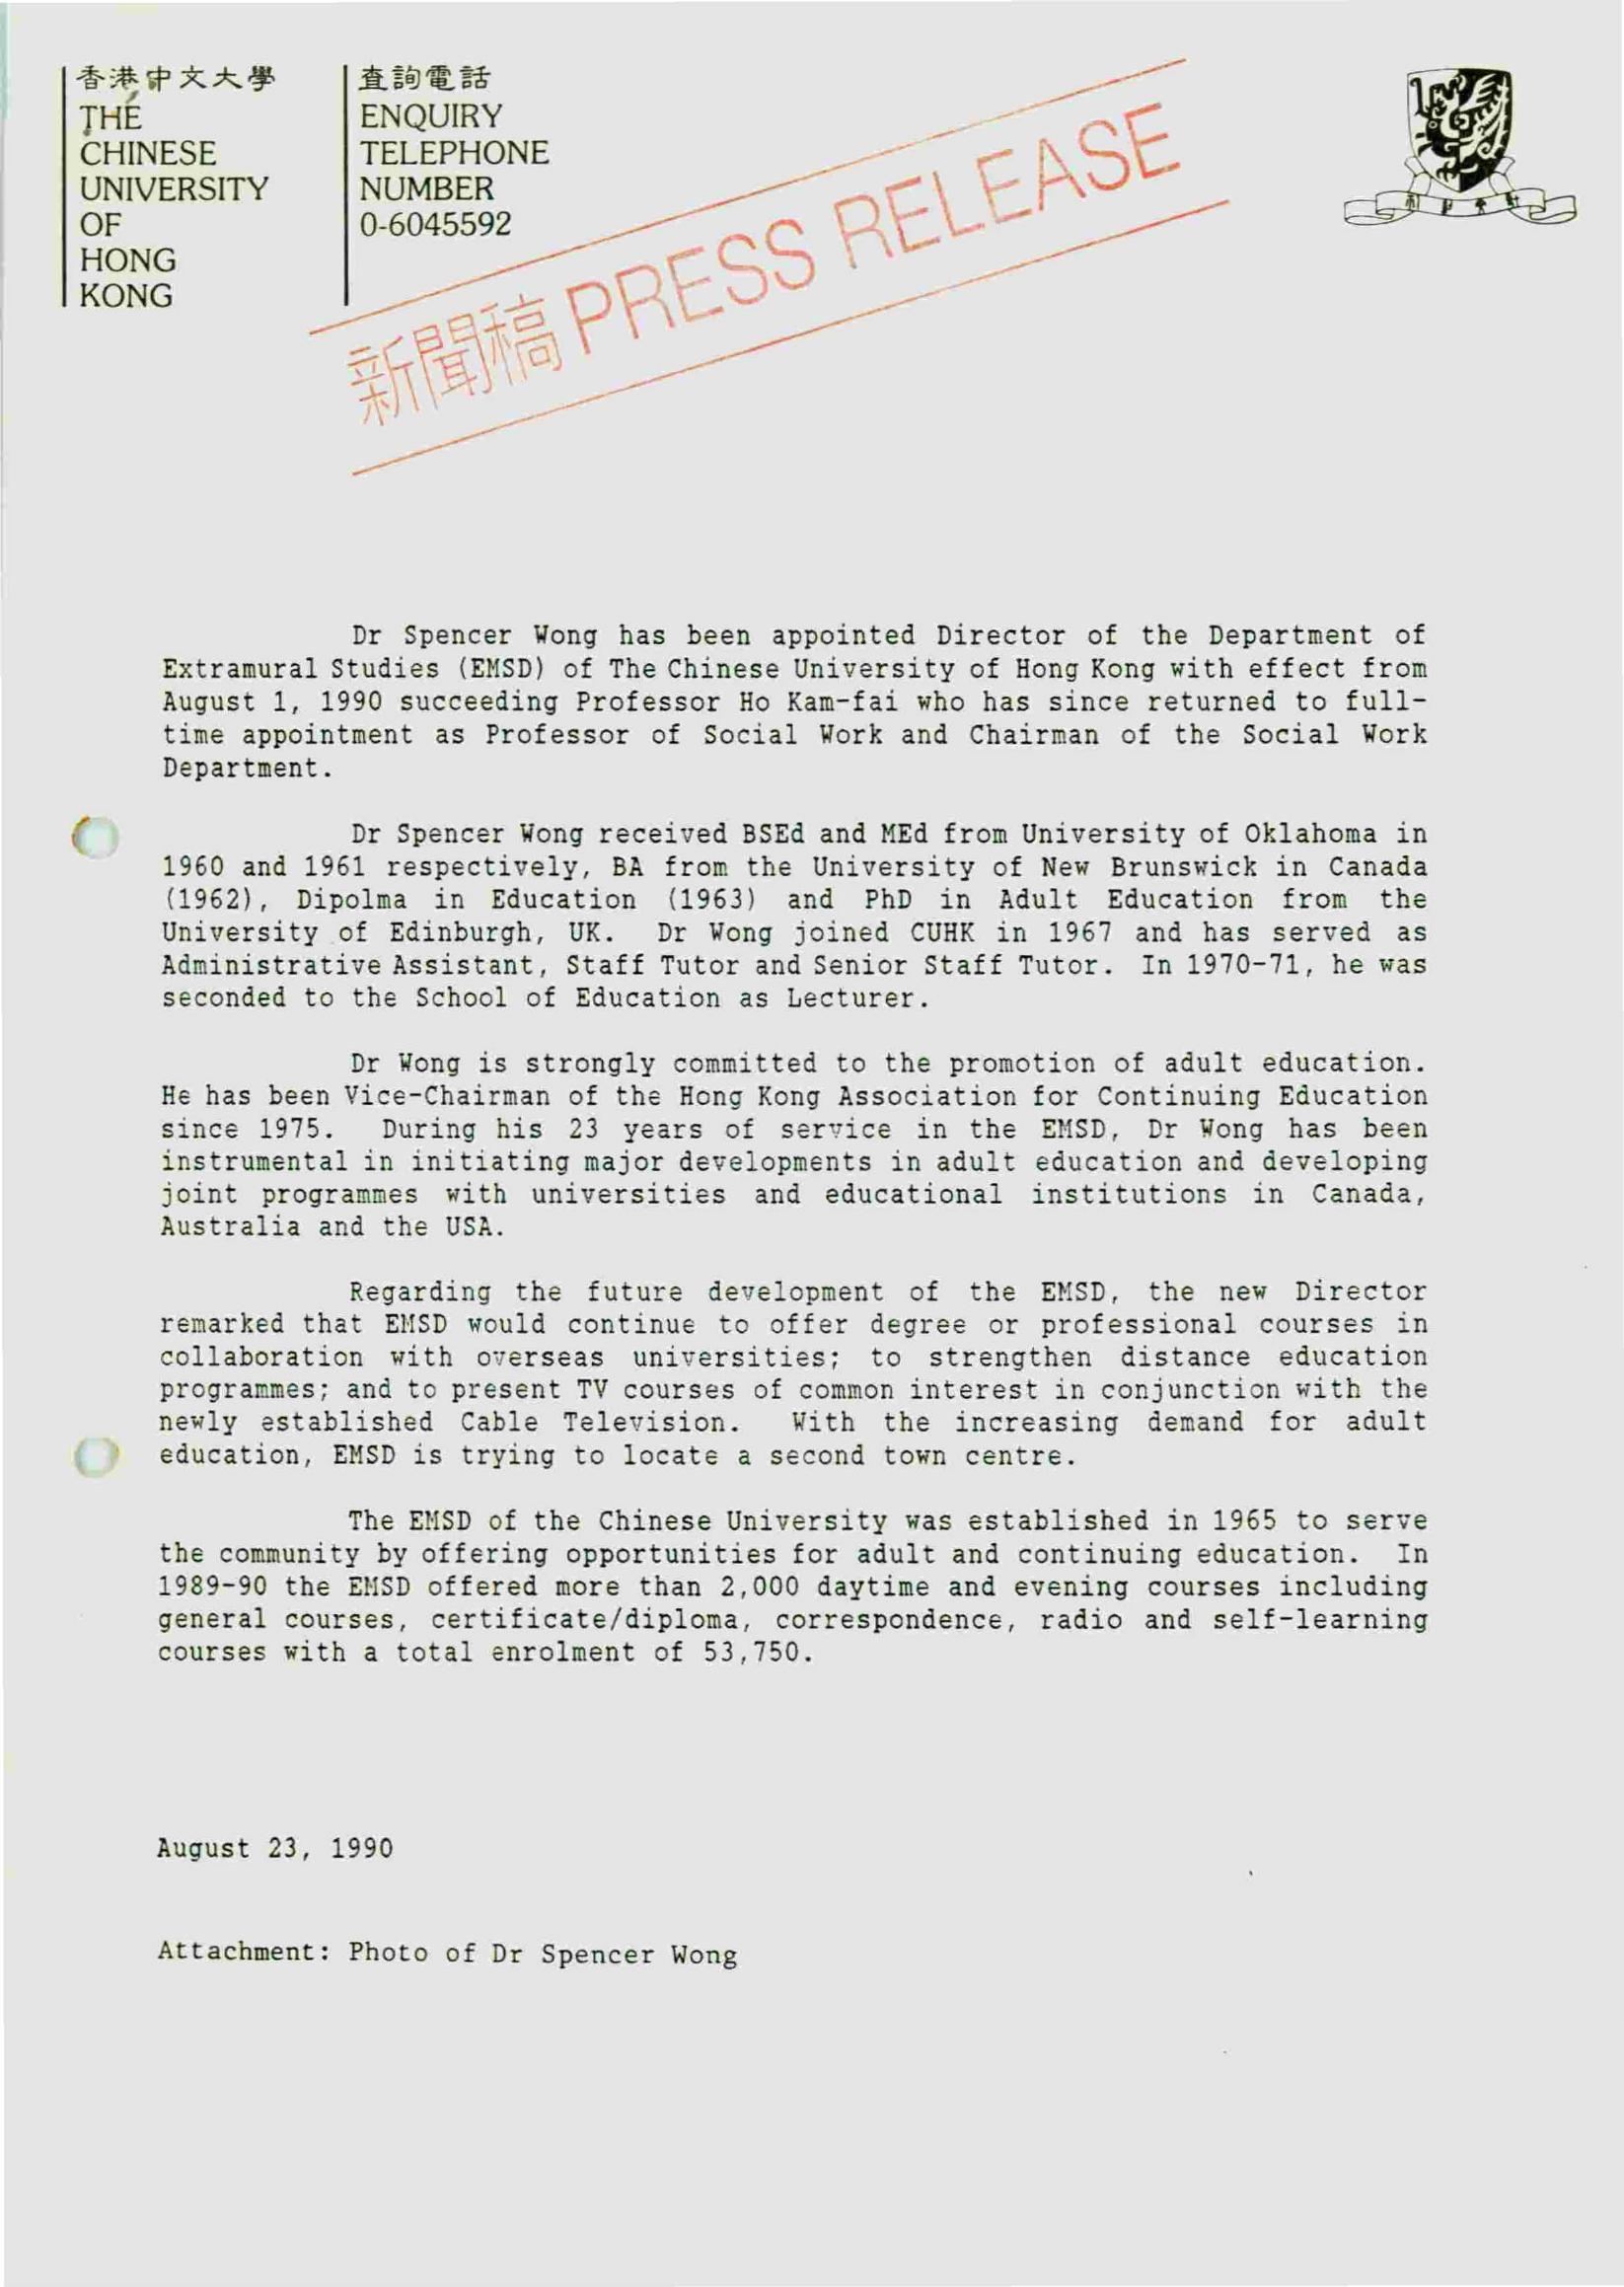 香港中文大學
THE
CHINESE
UNIVERSITY
OF
HONG
KONG
查詢電話
ENQUIRY
TELEPHONE
NUMBER
0-6045592
新聞稿 PRESS RELEASE
Dr Spencer Wong has been appointed Director of the Department of
Extramural Studies (EMSD) of The Chinese University of Hong Kong with effect from
August 1, 1990 succeeding Professor Ho Kam-fai who has since returned to full-
time appointment as Professor of Social Work and Chairman of the Social Work
Department.
Dr Spencer Wong received BSEd and MEd from University of Oklahoma in
1960 and 1961 respectively, BA from the University of New Brunswick in Canada
(1962), Dipolma in Education (1963) and PhD in Adult Education from the
University of Edinburgh, UK. Dr Wong joined CUHK in 1967 and has served as
Administrative Assistant, Staff Tutor and Senior Staff Tutor. In 1970-71, he was
seconded to the School of Education as Lecturer.
Dr Wong is strongly committed to the promotion of adult education.
He has been Vice-Chairman of the Hong Kong Association for Continuing Education
since 1975. During his 23 years of service in the EMSD, Dr Wong has been
instrumental in initiating major developments in adult education and developing
joint programmes with universities and educational institutions in Canada,
Australia and the USA.
Regarding the future development of the EMSD, the new Director
remarked that EMSD would continue to offer degree or professional courses in
collaboration with overseas universities; to strengthen distance education
programmes; and to present TV courses of common interest in conjunction with the
newly established Cable Television. With the increasing demand for adult
education, EMSD is trying to locate a second town centre.
The EMSD of the Chinese University was established in 1965 to serve
the community by offering opportunities for adult and continuing education. In
1989-90 the EMSD offered more than 2,000 daytime and evening courses including
general courses, certificate/diploma, correspondence, radio and self-learning
courses with a total enrolment of 53,750.
August 23, 1990
Attachment: Photo of Dr Spencer Wong